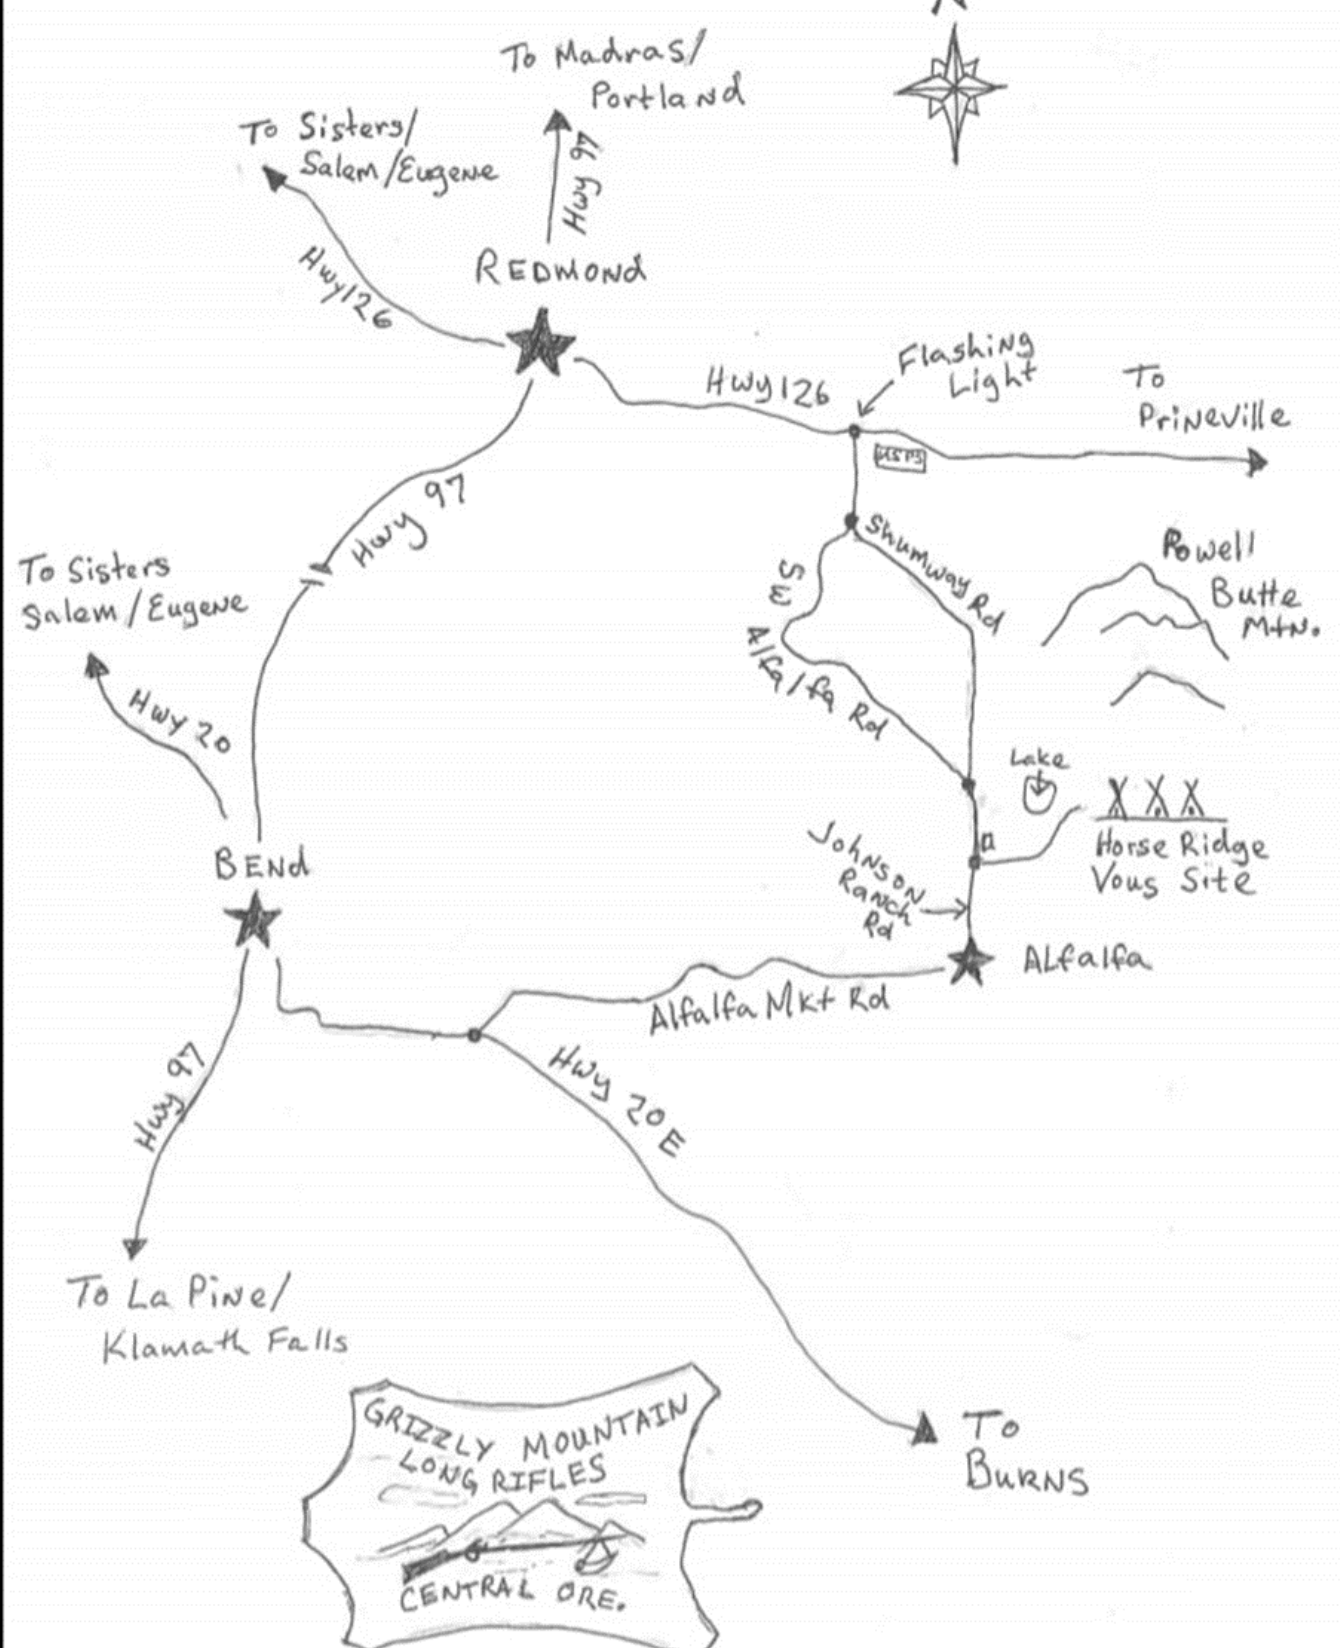 To Madras/
Portland
To Sisters/
Salem/Eugene
Hwy 97
Hwy126
REDMOND
Hwy126
Flashing
Light
To
Prineville
USPS
Hwy 97
Shumway Rd
Powell
Butte
Mtn.
SW
Alfalfa Rd
To Sisters
Salem/Eugene
Hwy 20
Lake
BENd
Johnson
Ranch
Rd
Horse Ridge
Vous Site
ALfalfa
Alfalfa Mkt Rd
Hwy 97
Hwy 20 E
To La Pine/
Klamath Falls
To
BURNS
GRIZZLY MOUNTAIN
LONG RIFLES
CENTRAL ORE.